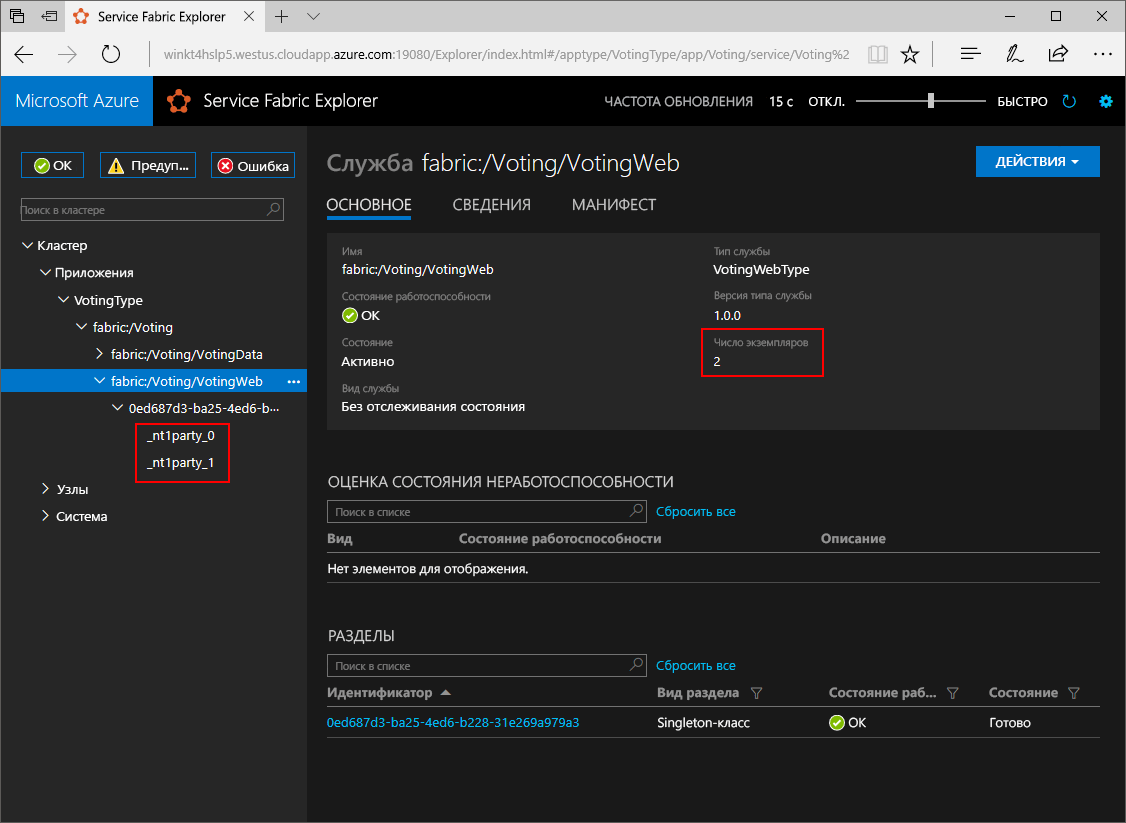 Service Fabric Explorer
winkt4hslp5.westus.cloudapp.azure.com:19080/Explorer/index.html#/apptype/VotingType/app/Voting/service/Voting%2
Microsoft Azure
Service Fabric Explorer
ЧАСТОТА ОБНОВЛЕНИЯ 15 с ОТКЛ. БЫСТРО
OK
Предуп...
Ошибка
Поиск в кластере
Кластер
Приложения
VotingType
fabric:/Voting
fabric:/Voting/VotingData
fabric:/Voting/VotingWeb
0ed687d3-ba25-4ed6-b...
_nt1party_0
_nt1party_1
Узлы
Система
Служба fabric:/Voting/VotingWeb
ДЕЙСТВИЯ
ОСНОВНОЕ СВЕДЕНИЯ МАНИФЕСТ
Имя
fabric:/Voting/VotingWeb
Состояние работоспособности
OK
Состояние
Активно
Вид службы
Без отслеживания состояния
Тип службы
VotingWebType
Версия типа службы
1.0.0
Число экземпляров
2
ОЦЕНКА СОСТОЯНИЯ НЕРАБОТОСПОСОБНОСТИ
Поиск в списке
Сбросить все
Вид Состояние работоспособности Описание
Нет элементов для отображения.
РАЗДЕЛЫ
Поиск в списке
Сбросить все
Идентификатор Вид раздела Состояние раб... Состояние
0ed687d3-ba25-4ed6-b228-31e269a979a3 Singleton-класс OK Готово